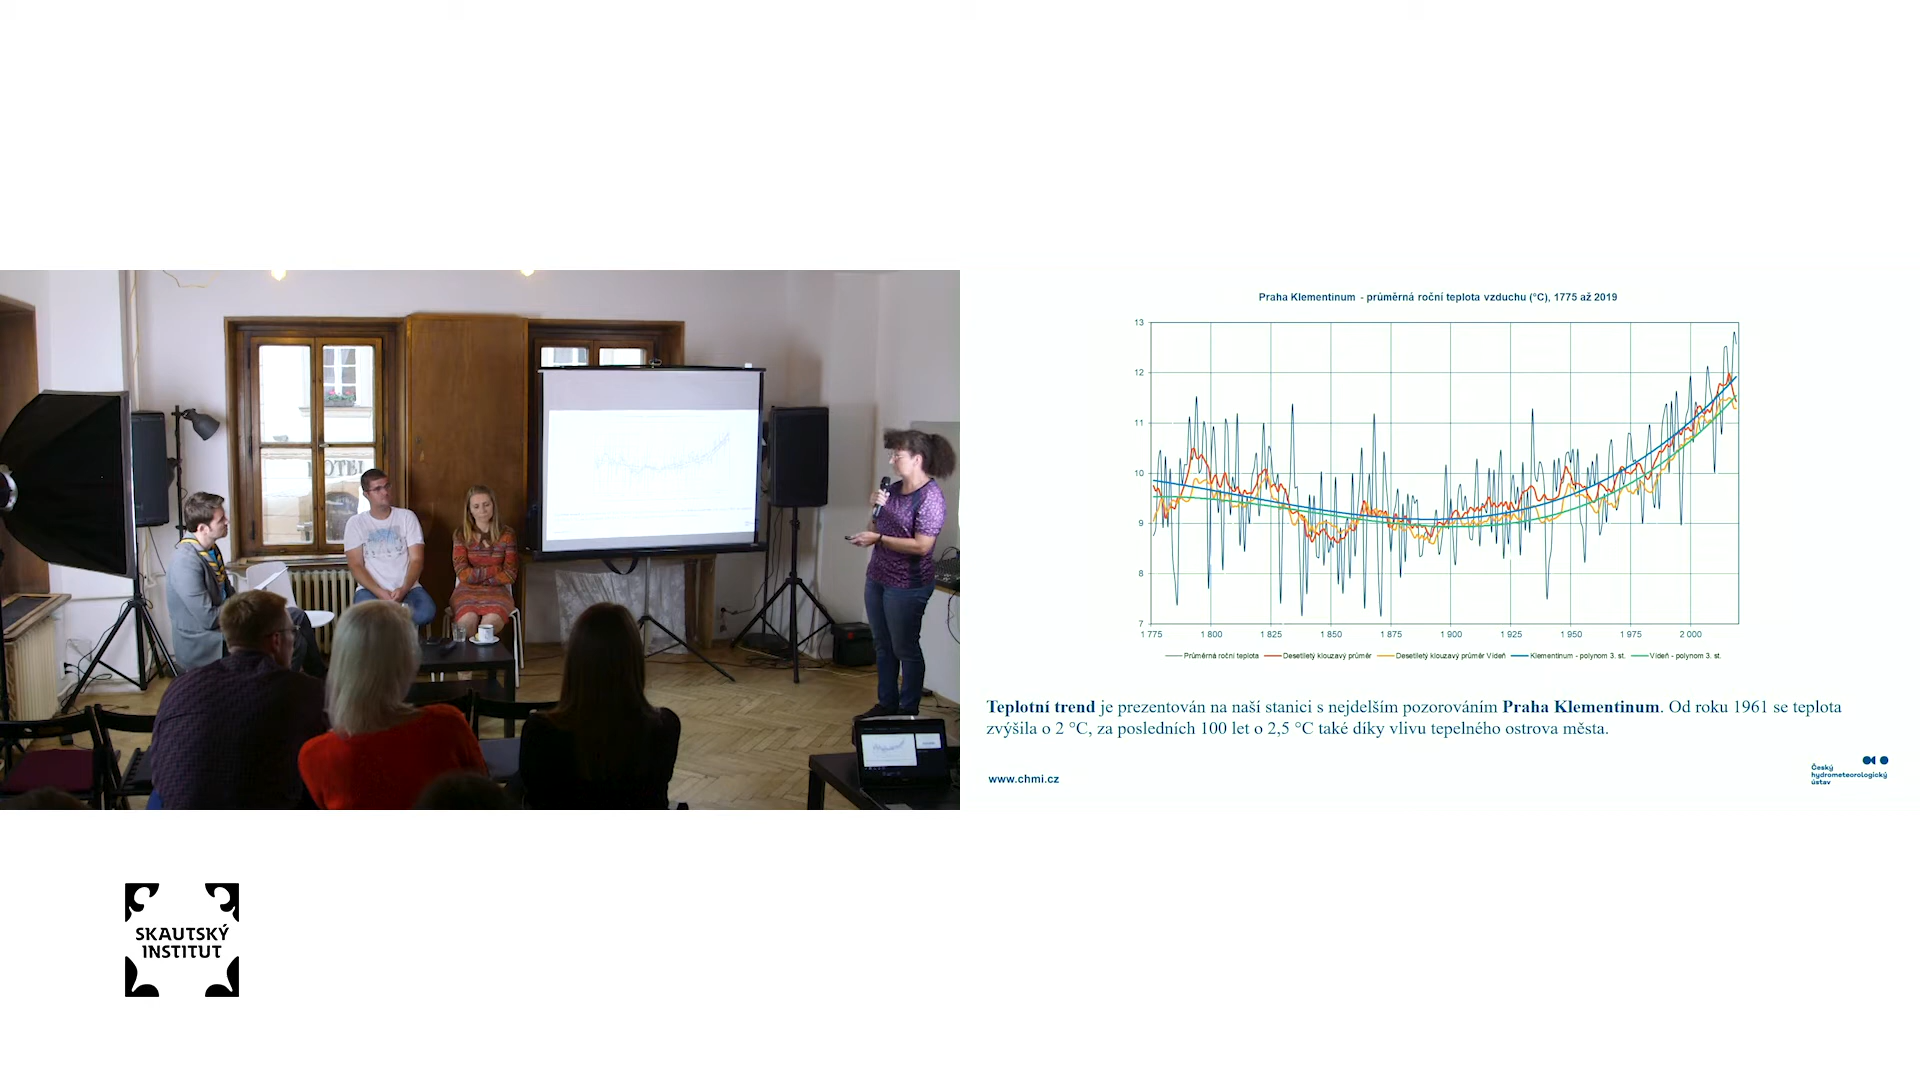 HOTEL
Praha Klementinum - průměrná roční teplota vzduchu (°C), 1775 až 2019
13
12
11
10
9
8
7
1 775 1 800 1 825 1 850 1 875 1 900 1 925 1 950 1 975 2 000
Průměrná roční teplota Desetiletý klouzavý průměr Desetiletý klouzavý průměr Vídeň Klementinum - polynom 3. st. Vídeň - polynom 3. st.
Teplotní trend je prezentován na naší stanici s nejdelším pozorováním Praha Klementinum. Od roku 1961 se teplota
zvýšila o 2 °C, za posledních 100 let o 2,5 °C také díky vlivu tepelného ostrova města.
www.chmi.cz
Český
hydrometeorologický
ústav
SKAUTSKÝ
INSTITUT